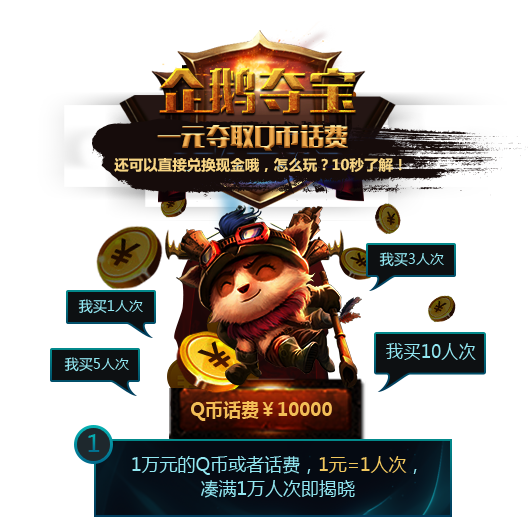 企鹅夺宝
一元夺取Q币话费
还可以直接兑换现金哦，怎么玩？10秒了解！
我买3人次
我买1人次
我买10人次
我买5人次
Q币话费￥10000
1
1万元的Q币或者话费，1元=1人次，
凑满1万人次即揭晓